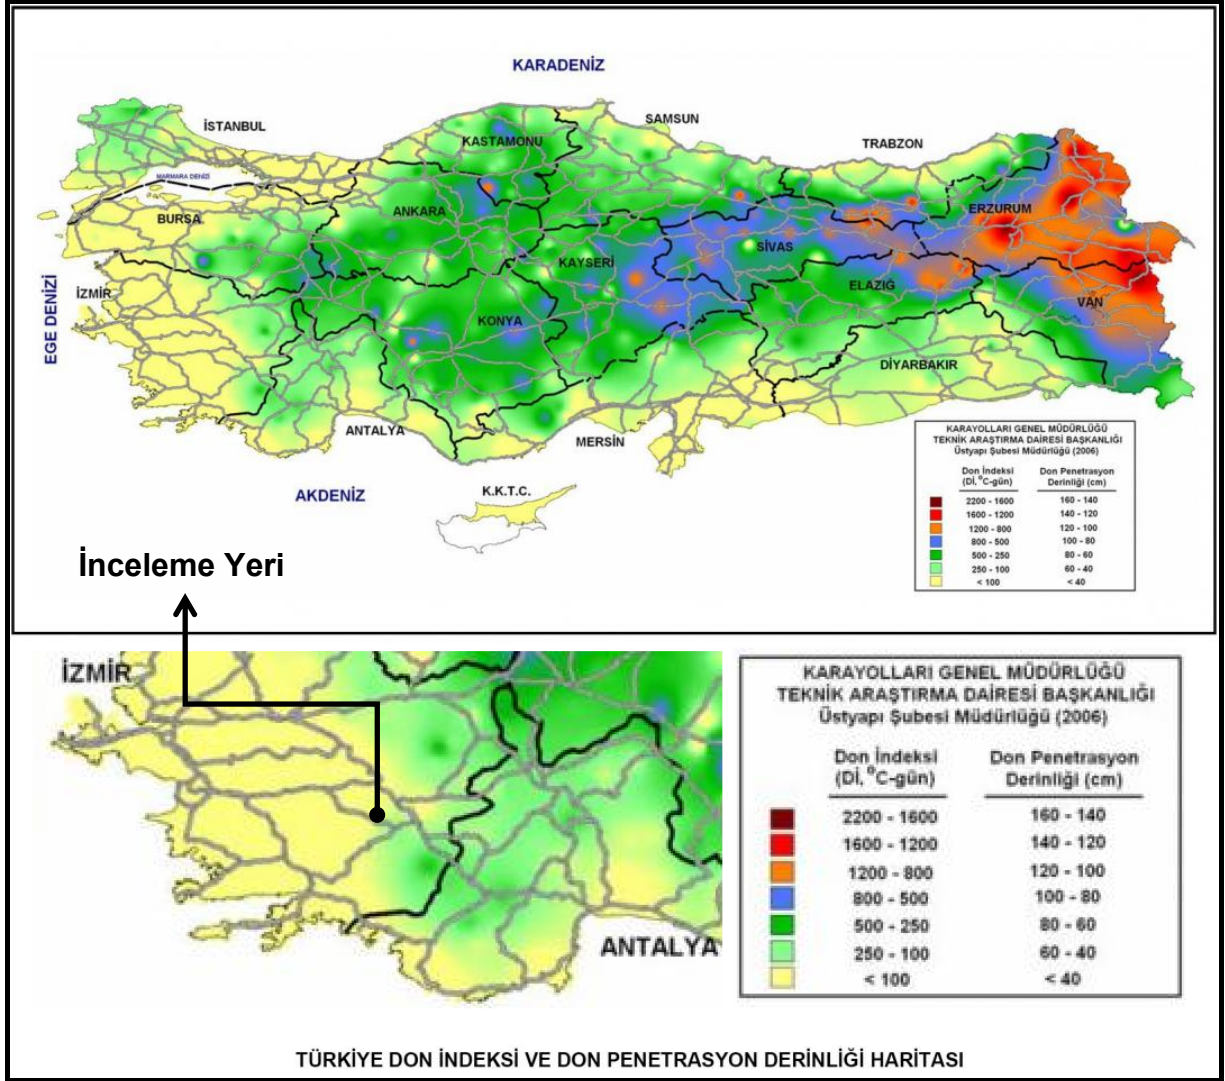 KARADENİZ
İSTANBUL
SAMSUN
KASTAMONU
TRABZON
MARMARA DENİZİ
BURSA
ANKARA
ERZURUM
SİVAS
KAYSERİ
EGE DENİZİ
İZMİR
ELAZIĞ
VAN
KONYA
DİYARBAKIR
ANTALYA
MERSİN
AKDENİZ
K.K.T.C.
KARAYOLLARI GENEL MÜDÜRLÜĞÜ
TEKNİK ARAŞTIRMA DAİRESİ BAŞKANLIĞI
Üstyapı Şubesi Müdürlüğü (2006)
Don İndeksi Don Penetrasyon
(Dİ, °C-gün) Derinliği (cm)
2200 - 1600 160 - 140
1600 - 1200 140 - 120
1200 - 800 120 - 100
800 - 500 100 - 80
500 - 250 80 - 60
250 - 100 60 - 40
< 100 < 40
İnceleme Yeri
İZMİR
ANTALYA
KARAYOLLARI GENEL MÜDÜRLÜĞÜ
TEKNİK ARAŞTIRMA DAİRESİ BAŞKANLIĞI
Üstyapı Şubesi Müdürlüğü (2006)
Don İndeksi Don Penetrasyon
(Dİ, °C-gün) Derinliği (cm)
2200 - 1600 160 - 140
1600 - 1200 140 - 120
1200 - 800 120 - 100
800 - 500 100 - 80
500 - 250 80 - 60
250 - 100 60 - 40
< 100 < 40
TÜRKİYE DON İNDEKSİ VE DON PENETRASYON DERİNLİĞİ HARİTASI